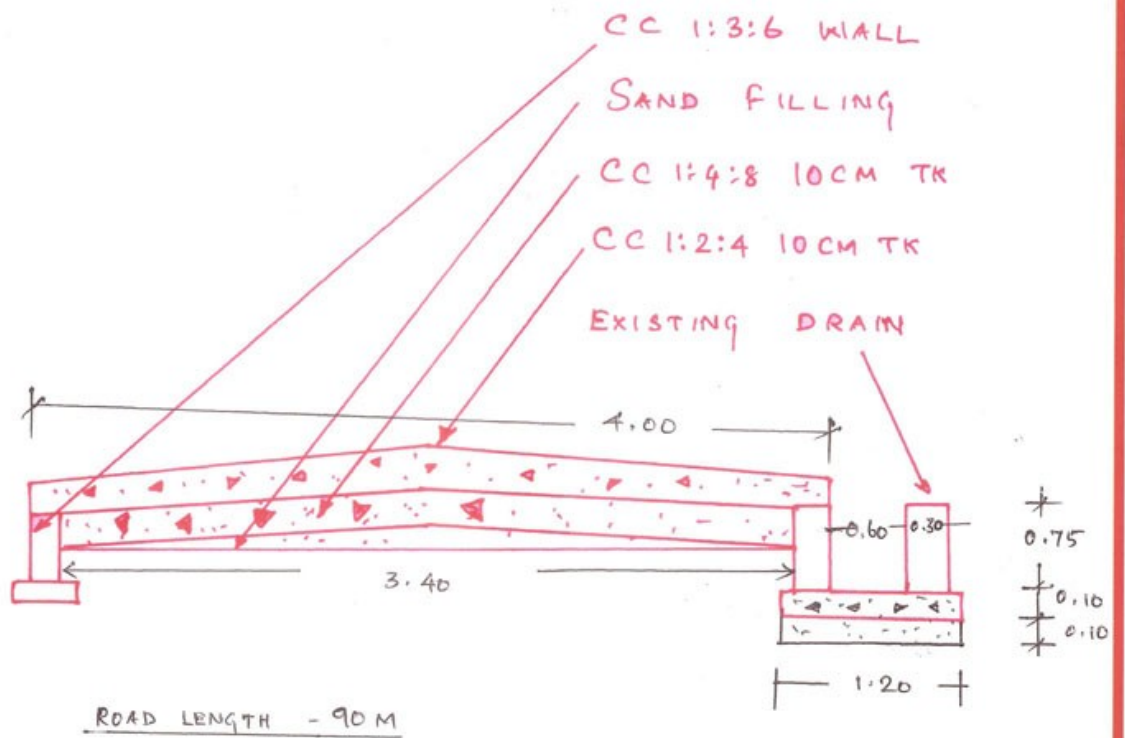 CC 1:3:6 WALL
SAND FILLING
CC 1:4:8 10CM TK
CC 1:2:4 10CM TK
EXISTING DRAIN
4.00
0.60 0.30
0.75
3.40
0.10
0.10
1.20
ROAD LENGTH - 90 M